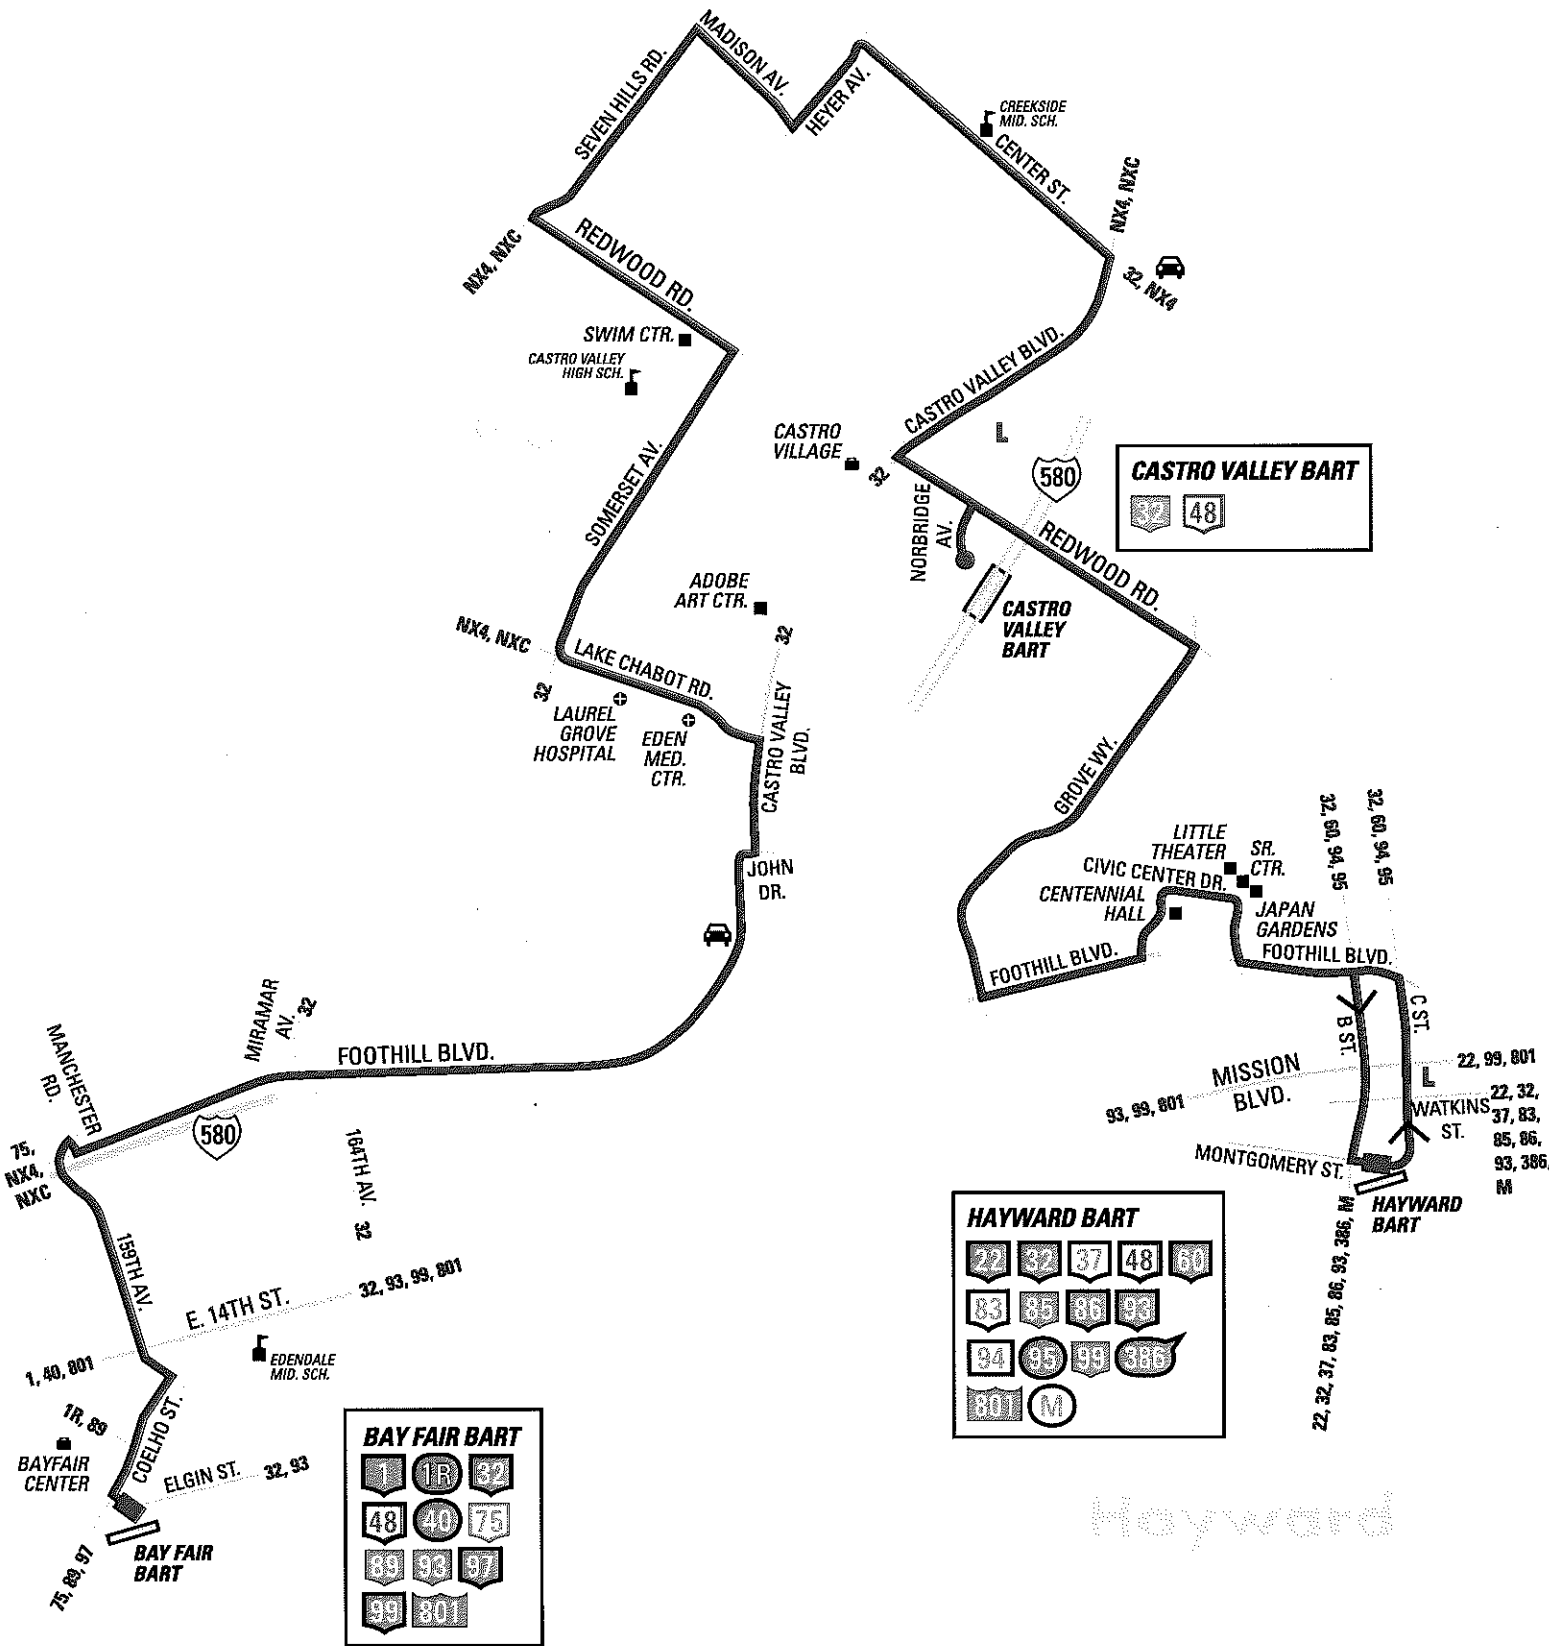 MADISON AV.
SEVEN HILLS RD.
HEYER AV.
CREEKSIDE
MID. SCH.
CENTER ST.
NX4, NXC
32, NX4
NX4, NXC
REDWOOD RD.
SWIM CTR.
CASTRO VALLEY
HIGH SCH.
SOMERSET AV.
CASTRO VALLEY BLVD.
L
CASTRO
VILLAGE
32
580
NORBRIDGE
AV.
REDWOOD RD.
CASTRO VALLEY BART
32 48
CASTRO
VALLEY
BART
ADOBE
ART CTR.
NX4, NXC
32
LAKE CHABOT RD.
32
LAUREL
GROVE
HOSPITAL
EDEN
MED.
CTR.
CASTRO VALLEY
BLVD.
JOHN
DR.
GROVE WY.
LITTLE
THEATER
SR.
CTR.
CIVIC CENTER DR.
CENTENNIAL
HALL
JAPAN
GARDENS
32, 60, 94, 95
32, 60, 94, 95
FOOTHILL BLVD.
FOOTHILL BLVD.
B ST.
C ST.
MISSION
BLVD.
93, 99, 801
22, 99, 801
L
WATKINS
ST.
22, 32,
37, 83,
85, 86,
93, 386,
M
MONTGOMERY ST.
HAYWARD
BART
22, 32, 37, 83, 85, 86, 93, 386, M
MIRAMAR
AV.
32
FOOTHILL BLVD.
MANCHESTER
RD.
580
75,
NX4,
NXC
164TH AV.
32
159TH AV.
E. 14TH ST.
32, 93, 99, 801
1, 40, 801
EDENDALE
MID. SCH.
1R, 89
BAYFAIR
CENTER
COELHO ST.
ELGIN ST.
32, 93
75, 89, 97
BAY FAIR
BART
BAY FAIR BART
1 1R 32
48 40 75
89 93 97
99 801
HAYWARD BART
22 32 37 48 60
83 85 86 93
94 95 99 386
801 M
Hayward